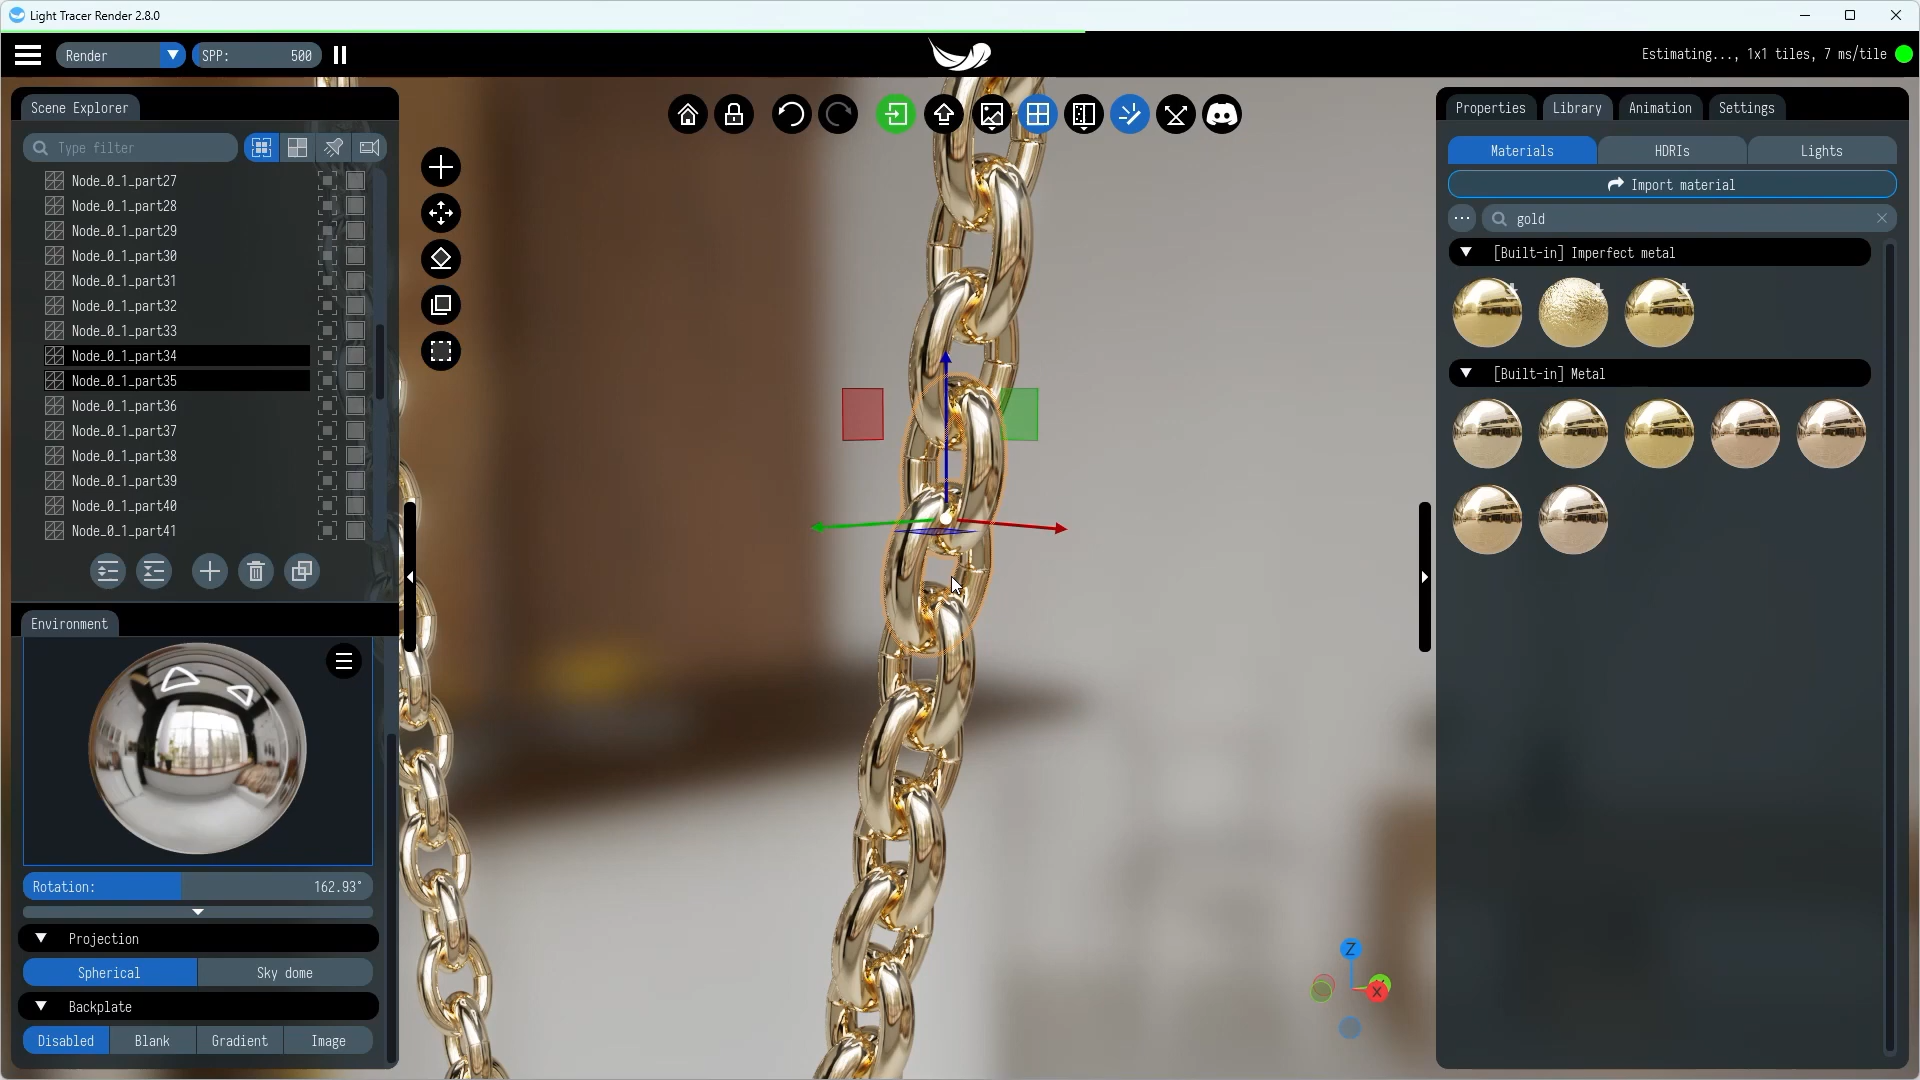 Light Tracer Render 2.8.0
Render
SPP: 500
Estimating..., 1x1 tiles, 7 ms/tile
Scene Explorer
Type filter
Node_0_1_part27
Node_0_1_part28
Node_0_1_part29
Node_0_1_part30
Node_0_1_part31
Node_0_1_part32
Node_0_1_part33
Node_0_1_part34
Node_0_1_part35
Node_0_1_part36
Node_0_1_part37
Node_0_1_part38
Node_0_1_part39
Node_0_1_part40
Node_0_1_part41
Environment
Rotation: 162.93°
Projection
Spherical Sky dome
Backplate
Disabled Blank Gradient Image
Z
X
Properties Library Animation Settings
Materials HDRIs Lights
Import material
gold
[Built-in] Imperfect metal
[Built-in] Metal